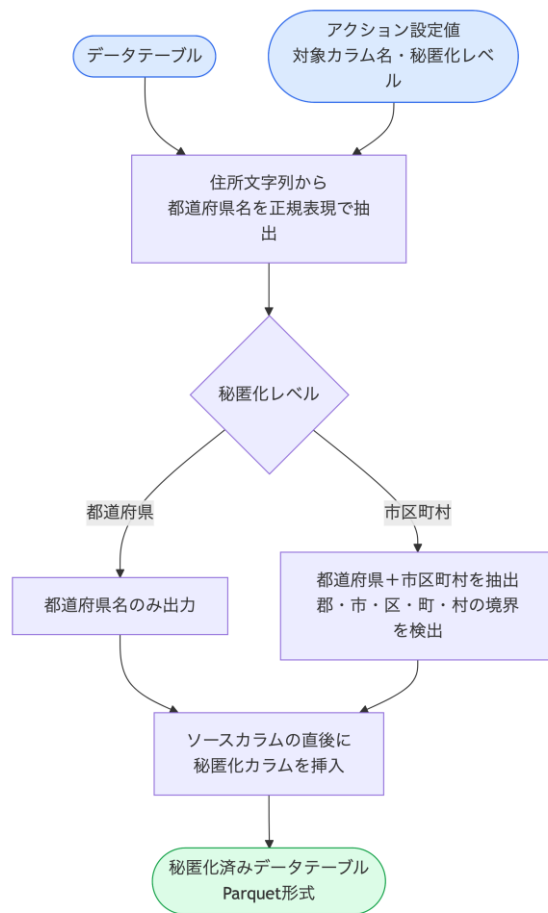 データテーブル
アクション設定値
対象カラム名・秘匿化レベ
ル
住所文字列から
都道府県名を正規表現で抽
出
秘匿化レベル
都道府県
市区町村
都道府県名のみ出力
都道府県＋市区町村を抽出
郡・市・区・町・村の境界
を検出
ソースカラムの直後に
秘匿化カラムを挿入
秘匿化済みデータテーブル
Parquet形式